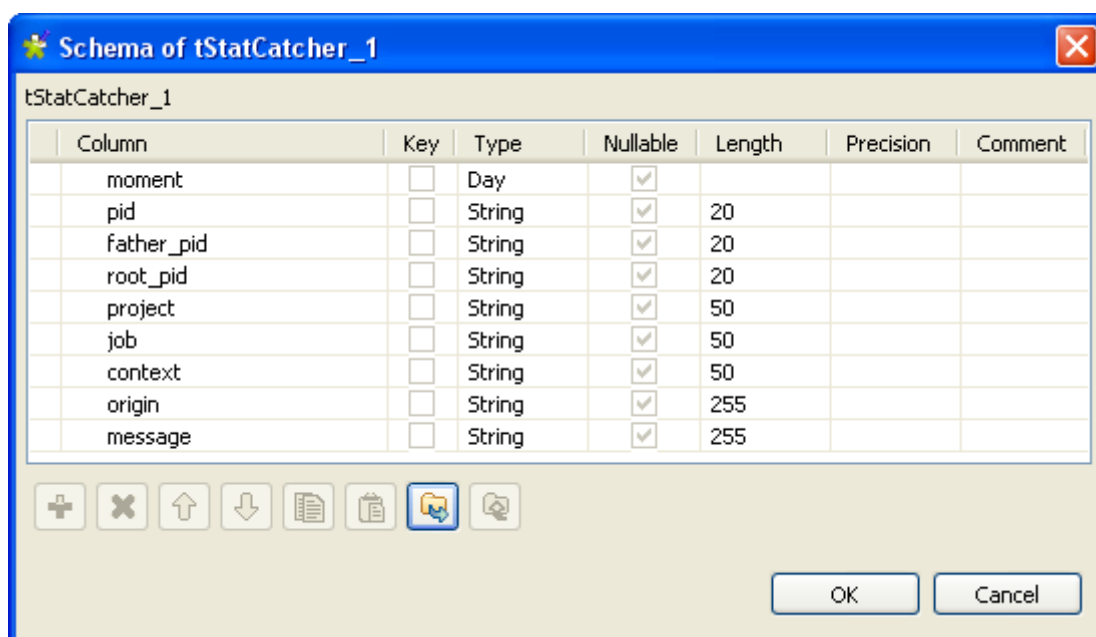 Schema of tStatCatcher_1
tStatCatcher_1
Column Key Type Nullable Length Precision Comment
moment Day
pid String 20
father_pid String 20
root_pid String 20
project String 50
job String 50
context String 50
origin String 255
message String 255
OK Cancel